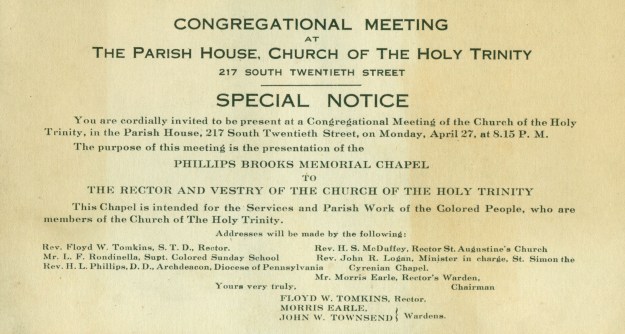 CONGREGATIONAL MEETING
AT
THE PARISH HOUSE, CHURCH OF THE HOLY TRINITY
217 SOUTH TWENTIETH STREET
SPECIAL NOTICE
You are cordially invited to be present at a Congregational Meeting of the Church of the Holy
Trinity, in the Parish House, 217 South Twentieth Street, on Monday, April 27, at 8.15 P. M.
The purpose of this meeting is the presentation of the
PHILLIPS BROOKS MEMORIAL CHAPEL
TO
THE RECTOR AND VESTRY OF THE CHURCH OF THE HOLY TRINITY
This Chapel is intended for the Services and Parish Work of the Colored People, who are
members of the Church of The Holy Trinity.
Addresses will be made by the following:
Rev. Floyd W. Tomkins, S. T. D., Rector.
Mr. L. F. Rondinella, Supt. Colored Sunday School
Rev. H. L. Phillips, D. D., Archdeacon, Diocese of Pennsylvania
Rev. H. S. McDuffey, Rector St. Augustine's Church
Rev. John R. Logan, Minister in charge, St. Simon the
Cyrenian Chapel.
Mr. Morris Earle, Rector's Warden,
Chairman
Yours very truly,
FLOYD W. TOMKINS, Rector.
MORRIS EARLE,
JOHN W. TOWNSEND } Wardens.